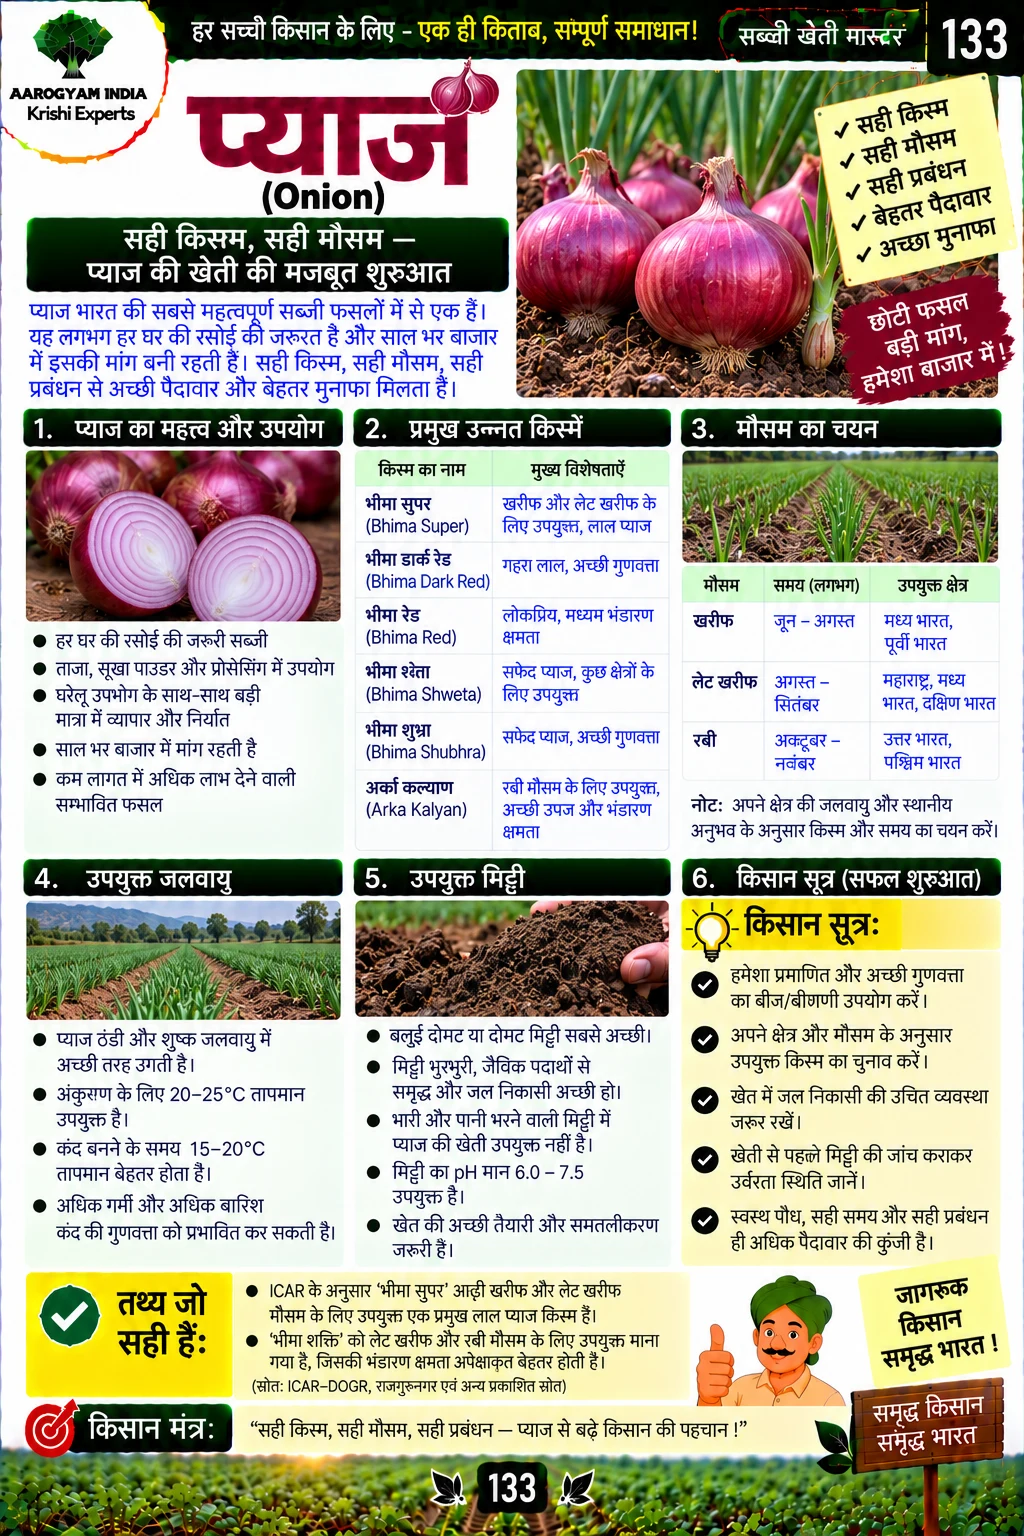 AAROGYAM INDIA
Krishi Experts
हर सच्ची किसान के लिए – एक ही किताब, सम्पूर्ण समाधान!
सब्ज्वी खेती मास्टर
133
प्याज
(Onion)
सही किसम, सही मौसम –
प्याज की खेती की मजबूत शुरुआत
प्याज भारत की सबसे महत्वपूर्ण सब्जी फसलों में से एक हैं।
यह लगभग हर घर की रसोई की जरुरत है और साल भर बाजार
में इसकी मांग बनी रहती हैं। सही किस्म, सही मौसम, सही
प्रबंधन से अच्छी पैदावार और बेहतर मुनाफा मिलता हैं।
✓ सही किस्म
✓ सही मौसम
✓ सही प्रबंधन
✓ बेहतर पैदावार
✓ अच्छा मुनाफा
छोटी फसल
बड़ी मांग,
हमेशा बाजार में!
1. प्याज का महत्त्व और उपयोग
● हर घर की रसोई की जरुरी सब्जी
● ताजा, सूखा पाउडर और प्रोसेसिंग में उपयोग
● घरेलू उपभोग के साथ–साथ बड़ी
मात्रा में व्यापार और निर्यात
● साल भर बाजार में मांग रहती है
● कम लागत में अधिक लाभ देने वाली
सम्भावित फसल
2. प्रमुख उन्नत किस्में
किस्म का नाम मुख्य विशेषताऐं
भीमा सुपर
(Bhima Super)
खरीफ और लेट खरीफ के
लिए उपयुक्त, लाल प्याज
भीमा डार्क रेड
(Bhima Dark Red)
गहरा लाल, अच्छी गुणवत्ता
भीमा रेड
(Bhima Red)
लोकप्रिय, मध्यम भंडारण
क्षमता
भीमा श्वेता
(Bhima Shweta)
सफेद प्याज, कुछ क्षेत्रों के
लिए उपयुक्त
भीमा शुभ्रा
(Bhima Shubhra)
सफेद प्याज, अच्छी गुणवत्ता
अर्का कल्याण
(Arka Kalyan)
रबी मौसम के लिए उपयुक्त,
अच्छी उपज और भंडारण
क्षमता
3. मौसम का चयन
मौसम समय (लगभग) उपयुक्त क्षेत्र
खरीफ जून – अगस्त मध्य भारत,
पूर्वी भारत
लेट खरीफ अगस्त –
सितंबर
महाराष्ट्र, मध्य
भारत, दक्षिण भारत
रबी अक्टूबर –
नवंबर
उत्तर भारत,
पश्चिम भारत
नोट: अपने क्षेत्र की जलवायु और स्थानीय
अनुभव के अनुसार किस्म और समय का चयन करें।
4. उपयुक्त जलवायु
● प्याज ठंडी और शुष्क जलवायु में
अच्छी तरह उगती है।
● के लिए 20–25°C तापमान
उपयुक्त है।
● कंद बनने के समय 15–20°C
तापमान बेहतर होता है।
● अधिक गर्मी और अधिक बारिश
कंद की गुणवत्ता को प्रभावित कर सकती है।
5. उपयुक्त मिट्टी
● बलुई दोमट या दोमट मिट्टी सबसे अच्छी।
● मिट्टी भुरभुरी, जैविक पदाथों से
समृद्ध और जल निकासी अच्छी हो।
● भारी और पानी भरने वाली मिट्टी में
प्याज की खेती उपयुक्त नहीं है।
● मिट्टी का pH मान 6.0 – 7.5
उपयुक्त है।
● खेत की अच्छी तैयारी और समतलीकरण
जरुरी हैं।
6. किसान सूत्र (सफल शुरुआत)
किसान सूत्र:
हमेशा प्रमाणित और अच्छी गुणवत्ता
का उपयोग करें।
अपने क्षेत्र और मौसम के अनुसार
उपयुक्त किस्म का चुनाव करें।
खेत में जल निकासी की उचित व्यवस्था
जरूर रखें।
खेती से पहले मिट्टी की जांच कराकर
उर्वरता स्थिति जानें।
स्वस्थ पौध, सही समय और सही प्रबंधन
ही अधिक पैदावार की कुंजी है।
तथ्य जो
सही हैं:
● ICAR के अनुसार 'भीमा सुपर' खरीफ और लेट खरीफ
मौसम के लिए उपयुक्त एक प्रमुख लाल प्याज किस्म हैं।
● 'भीमा शक्ति' को लेट खरीफ और रबी मौसम के लिए उपयुक्त माना
गया है, जिसकी भंडारण क्षमता अपेक्षाकृत बेहतर होती है।
(स्रोत: ICAR–DOGR, राजगुरुनगर एवं अन्य प्रकाशित स्रोत)
जागरुक
किसान
समृद्ध भारत !
किसान मंत्र:
“सही किस्म, सही मौसम, सही प्रबंधन – प्याज से बढ़े किसान की पहचान !”
समृद्ध किसान
समृद्ध भारत
133